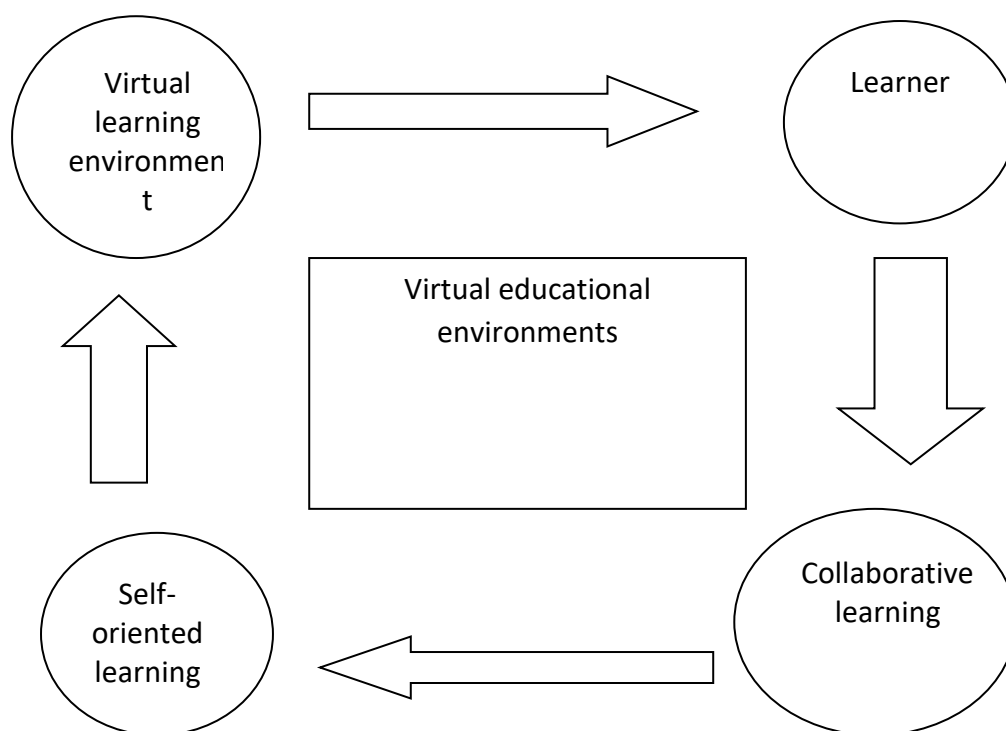 Virtual
learning
environmen
t
Learner
Virtual educational
environments
Self-
oriented
learning
Collaborative
learning